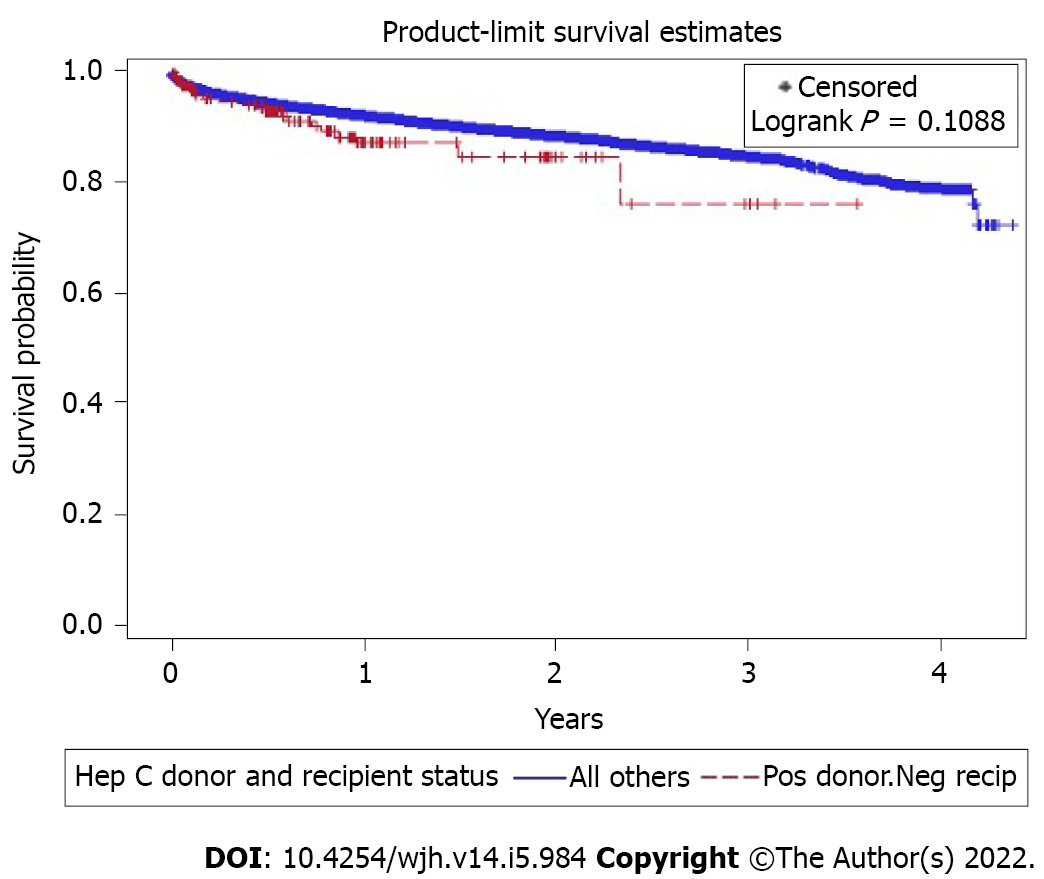 Product-limit survival estimates
Censored
Logrank P = 0.1088
Survival probability
1.0
0.8
0.6
0.4
0.2
0.0
0 1 2 3 4
Years
Hep C donor and recipient status All others Pos donor.Neg recip
DOI: 10.4254/wjh.v14.i5.984 Copyright ©The Author(s) 2022.